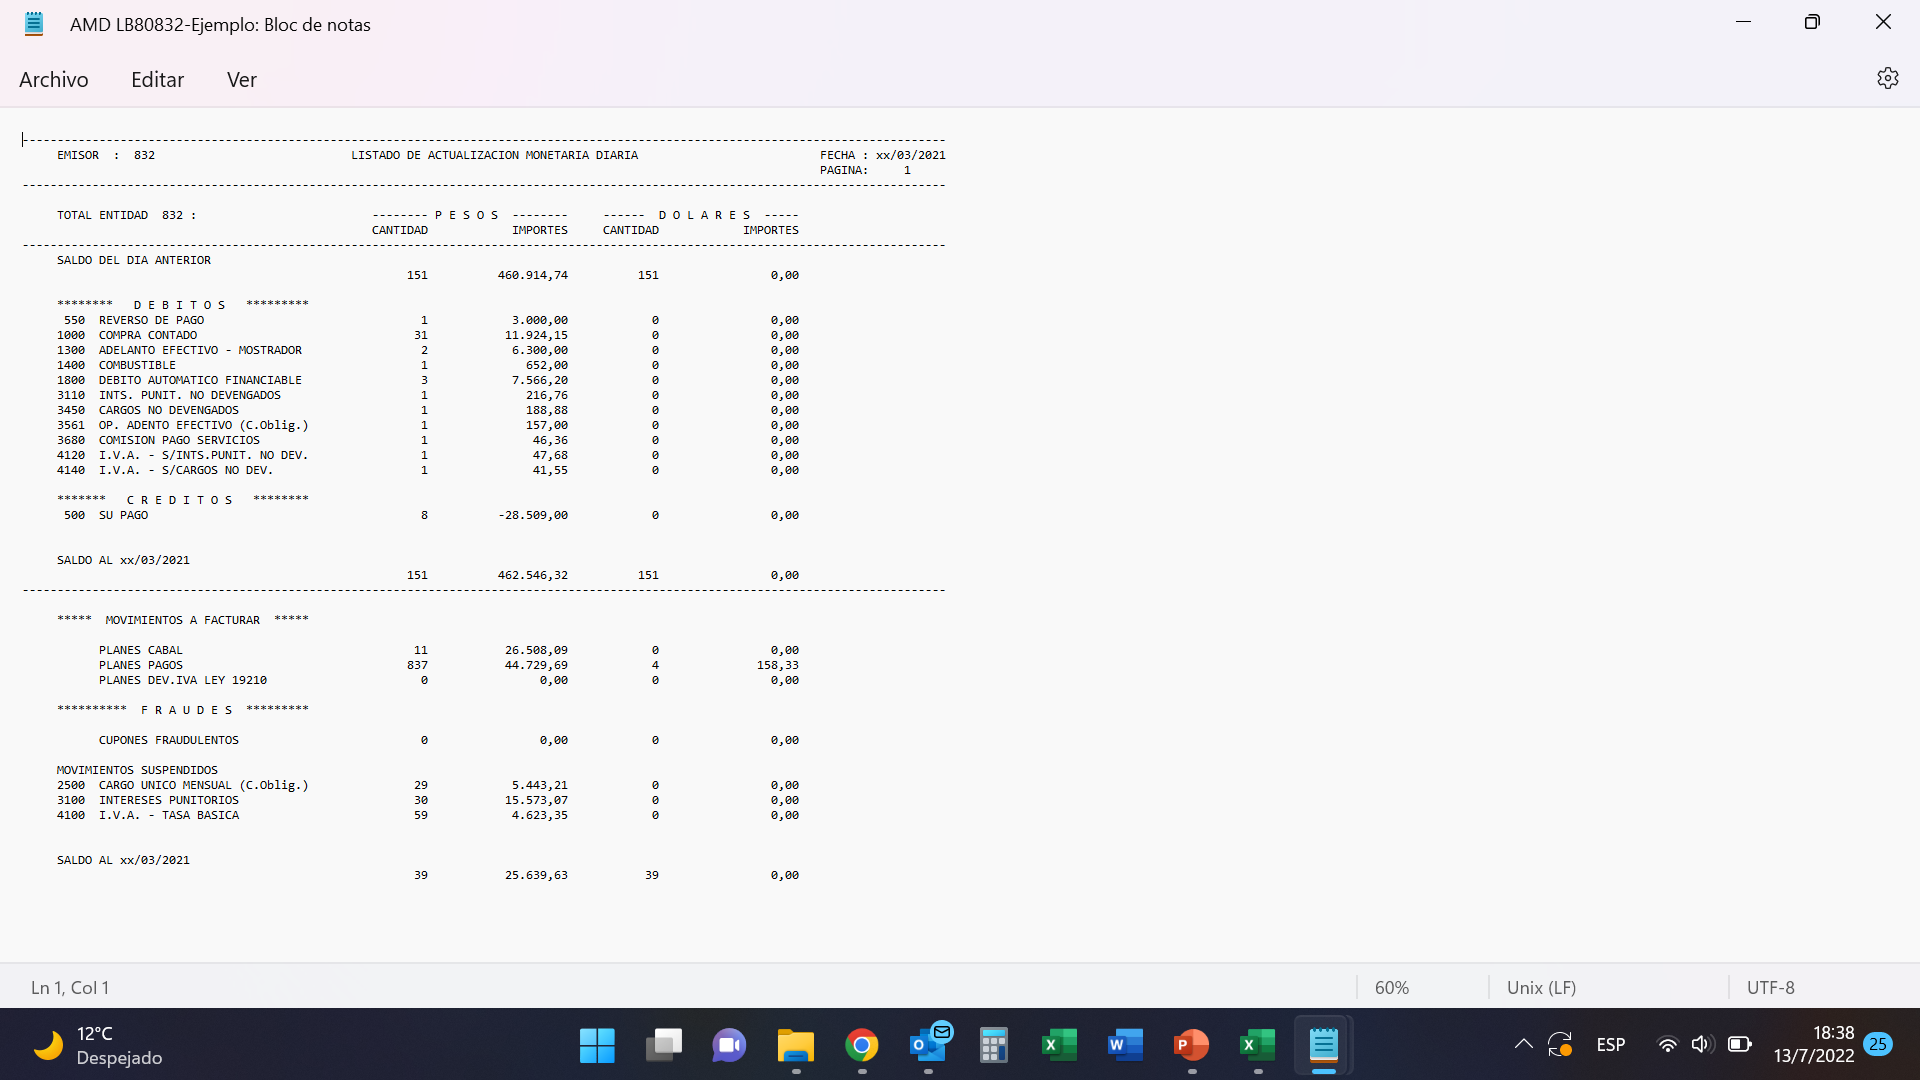 AMD LB80832-Ejemplo: Bloc de notas
Archivo Editar Ver
--------------------------------------------------------------------------------
EMISOR : 832 LISTADO DE ACTUALIZACION MONETARIA DIARIA FECHA : xx/03/2021
PAGINA: 1
--------------------------------------------------------------------------------
TOTAL ENTIDAD 832 : -------- P E S O S -------- ------ D O L A R E S -----
CANTIDAD IMPORTES CANTIDAD IMPORTES
--------------------------------------------------------------------------------
SALDO DEL DIA ANTERIOR
151 460.914,74 151 0,00
******** D E B I T O S *********
550 REVERSO DE PAGO 1 3.000,00 0 0,00
1000 COMPRA CONTADO 31 11.924,15 0 0,00
1300 ADELANTO EFECTIVO - MOSTRADOR 2 6.300,00 0 0,00
1400 COMBUSTIBLE 1 652,00 0 0,00
1800 DEBITO AUTOMATICO FINANCIABLE 3 7.566,20 0 0,00
3110 INTS. PUNIT. NO DEVENGADOS 1 216,76 0 0,00
3450 CARGOS NO DEVENGADOS 1 188,88 0 0,00
3561 OP. ADENTO EFECTIVO (C.Oblig.) 1 157,00 0 0,00
3680 COMISION PAGO SERVICIOS 1 46,36 0 0,00
4120 I.V.A. - S/INTS.PUNIT. NO DEV. 1 47,68 0 0,00
4140 I.V.A. - S/CARGOS NO DEV. 1 41,55 0 0,00
******* C R E D I T O S ********
500 SU PAGO 8 -28.509,00 0 0,00
SALDO AL xx/03/2021
151 462.546,32 151 0,00
--------------------------------------------------------------------------------
***** MOVIMIENTOS A FACTURAR *****
PLANES CABAL 11 26.508,09 0 0,00
PLANES PAGOS 837 44.729,69 4 158,33
PLANES DEV.IVA LEY 19210 0 0,00 0 0,00
********** F R A U D E S *********
CUPONES FRAUDULENTOS 0 0,00 0 0,00
MOVIMIENTOS SUSPENDIDOS
2500 CARGO UNICO MENSUAL (C.Oblig.) 29 5.443,21 0 0,00
3100 INTERESES PUNITORIOS 30 15.573,07 0 0,00
4100 I.V.A. - TASA BASICA 59 4.623,35 0 0,00
SALDO AL xx/03/2021
39 25.639,63 39 0,00
Ln 1, Col 1 60% Unix (LF) UTF-8
12°C
Despejado
ESP
18:38
13/7/2022
25